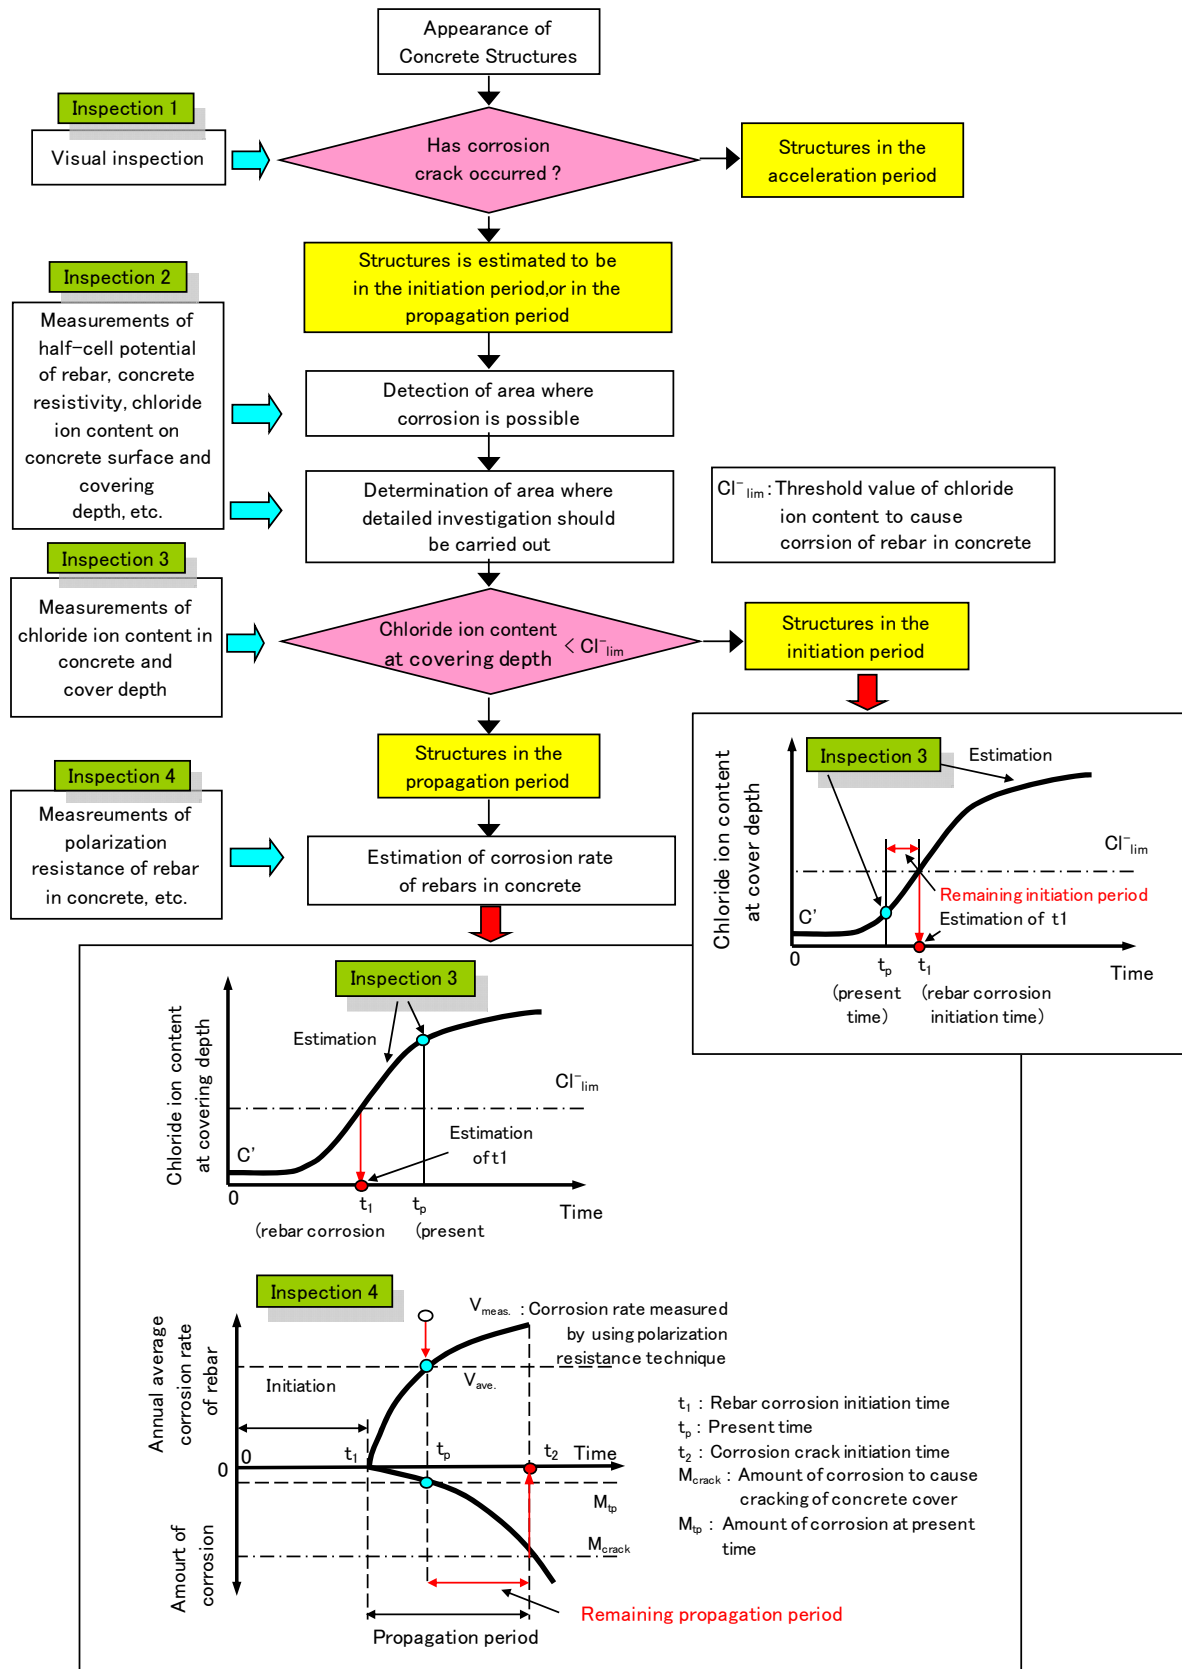 Appearance of
Concrete Structures
Inspection 1
Visual inspection
Has corrosion
crack occurred ?
Structures in the
acceleration period
Structures is estimated to be
in the initiation period,or in the
propagation period
Inspection 2
Measurements of
half-cell potential
of rebar, concrete
resistivity, chloride
ion content on
concrete surface and
covering
depth, etc.
Detection of area where
corrosion is possible
Determination of area where
detailed investigation should
be carried out
Cl⁻lim : Threshold value of chloride
ion content to cause
corrsion of rebar in concrete
Inspection 3
Measurements of
chloride ion content in
concrete and
cover depth
Chloride ion content
at covering depth < Cl⁻lim
Structures in the
initiation period
Structures in the
propagation period
Inspection 4
Measreuments of
polarization
resistance of rebar
in concrete, etc.
Estimation of corrosion rate
of rebars in concrete
Chloride ion content
at cover depth
Inspection 3
Estimation
Cl⁻lim
Remaining initiation period
Estimation of t1
C'
0
tp
t1
Time
(present
time)
(rebar corrosion
initiation time)
Chloride ion content
at covering depth
Inspection 3
Estimation
Cl⁻lim
Estimation
of t1
C'
0
t1
tp
Time
(rebar corrosion
(present
Inspection 4
Annual average
corrosion rate
of rebar
Vmeas. : Corrosion rate measured
by using polarization
resistance technique
Vave.
Initiation
0
t1
tp
t2
Time
0
Mtp
Mcrack
Amourt of
corrosion
Remaining propagation period
Propagation period
t1 : Rebar corrosion initiation time
tp : Present time
t2 : Corrosion crack initiation time
Mcrack : Amount of corrosion to cause
cracking of concrete cover
Mtp : Amount of corrosion at present
time